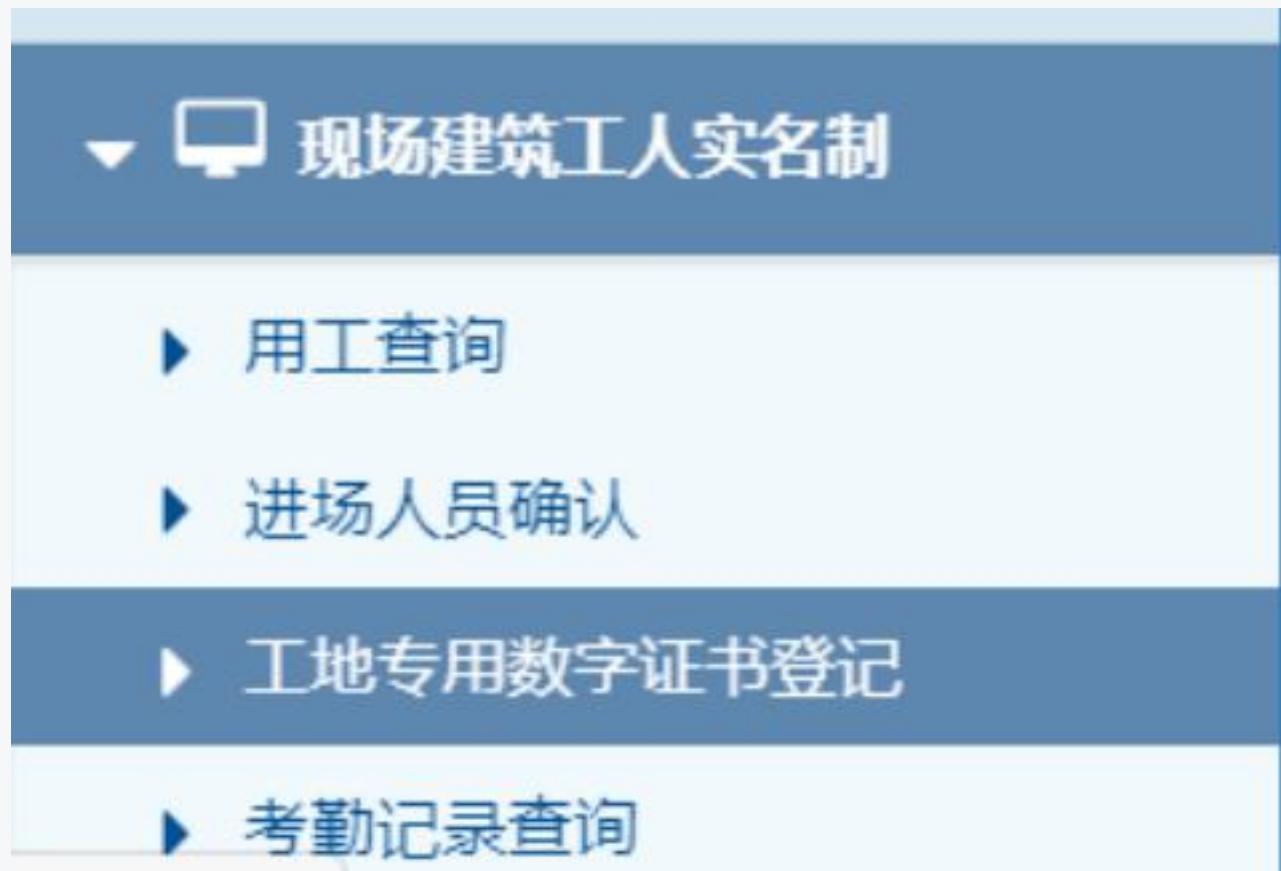 现场建筑工人实名制
用工查询
进场人员确认
工地专用数字证书登记
考勤记录查询